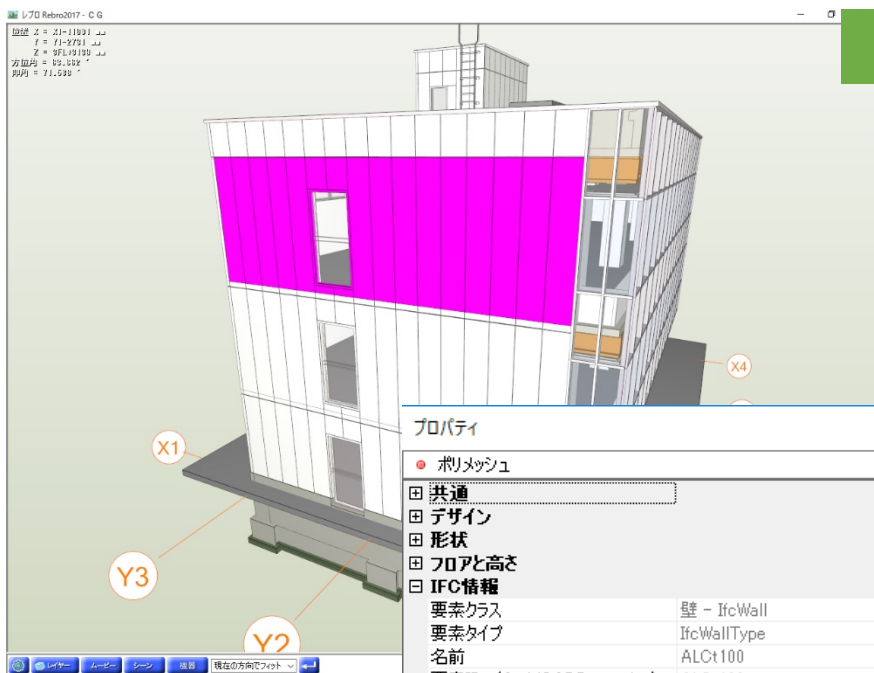 レブロ Rebro2017 - C G
X4
X1
Y3
Y2
プロパティ
ポリメッシュ
共通
デザイン
形状
フロアと高さ
IFC情報
要素クラス 壁 - IfcWall
要素タイプ IfcWallType
名前 ALCt100
レイヤー ムービー シーン 機器 現在の方向でフィット